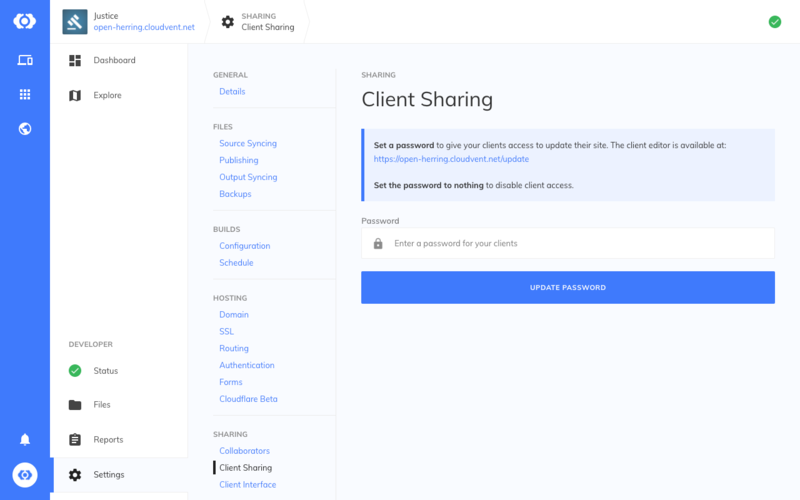 Justice
open-herring.cloudvent.net
SHARING
Client Sharing
Dashboard
Explore
DEVELOPER
Status
Files
Reports
Settings
GENERAL
Details
FILES
Source Syncing
Publishing
Output Syncing
Backups
BUILDS
Configuration
Schedule
HOSTING
Domain
SSL
Routing
Authentication
Forms
Cloudflare Beta
SHARING
Collaborators
Client Sharing
Client Interface
SHARING
Client Sharing
Set a password to give your clients access to update their site. The client editor is available at:
https://open-herring.cloudvent.net/update
Set the password to nothing to disable client access.
Password
Enter a password for your clients
UPDATE PASSWORD